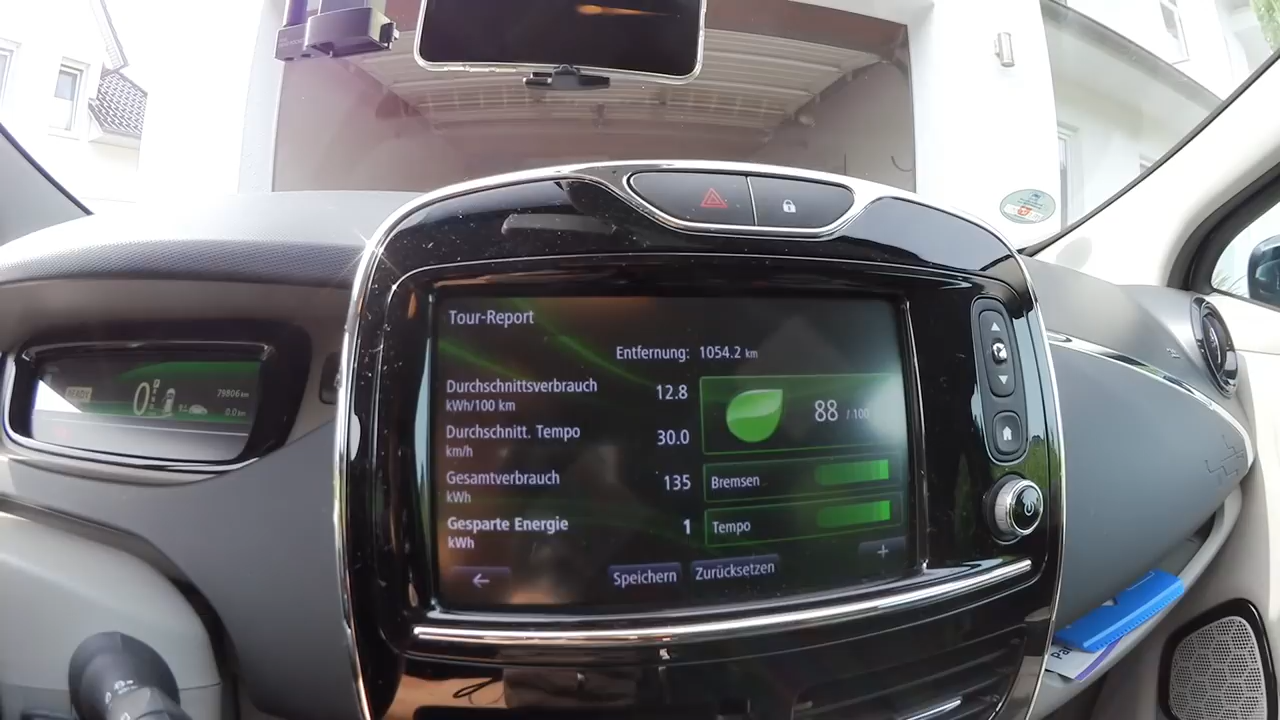 Tour-Report
Entfernung: 1054.2 km
Durchschnittsverbrauch 12.8
kWh/100 km
88 / 100
Durchschnitt. Tempo 30.0
km/h
Gesamtverbrauch 135
kWh
Bremsen
Gesparte Energie 1
kWh
Tempo
+
Speichern Zurücksetzen
READY
0
79806 km
0.0 km